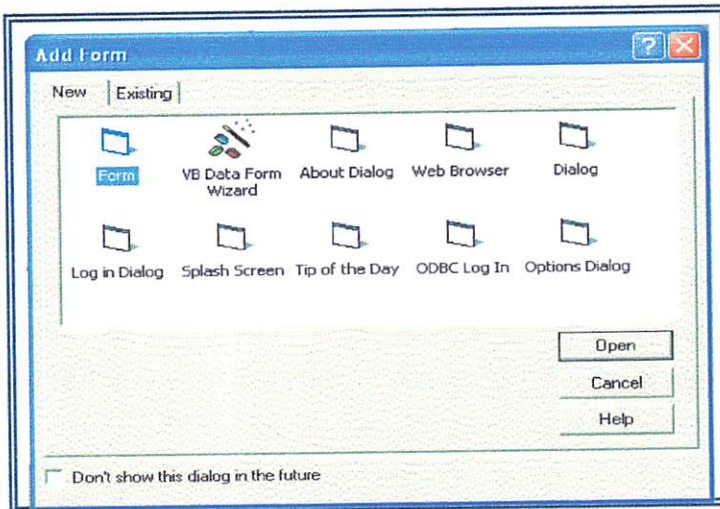 Add Form
New Existing
Form VB Data Form Wizard About Dialog Web Browser Dialog
Log in Dialog Splash Screen Tip of the Day ODBC Log In Options Dialog
Open
Cancel
Help
Don't show this dialog in the future